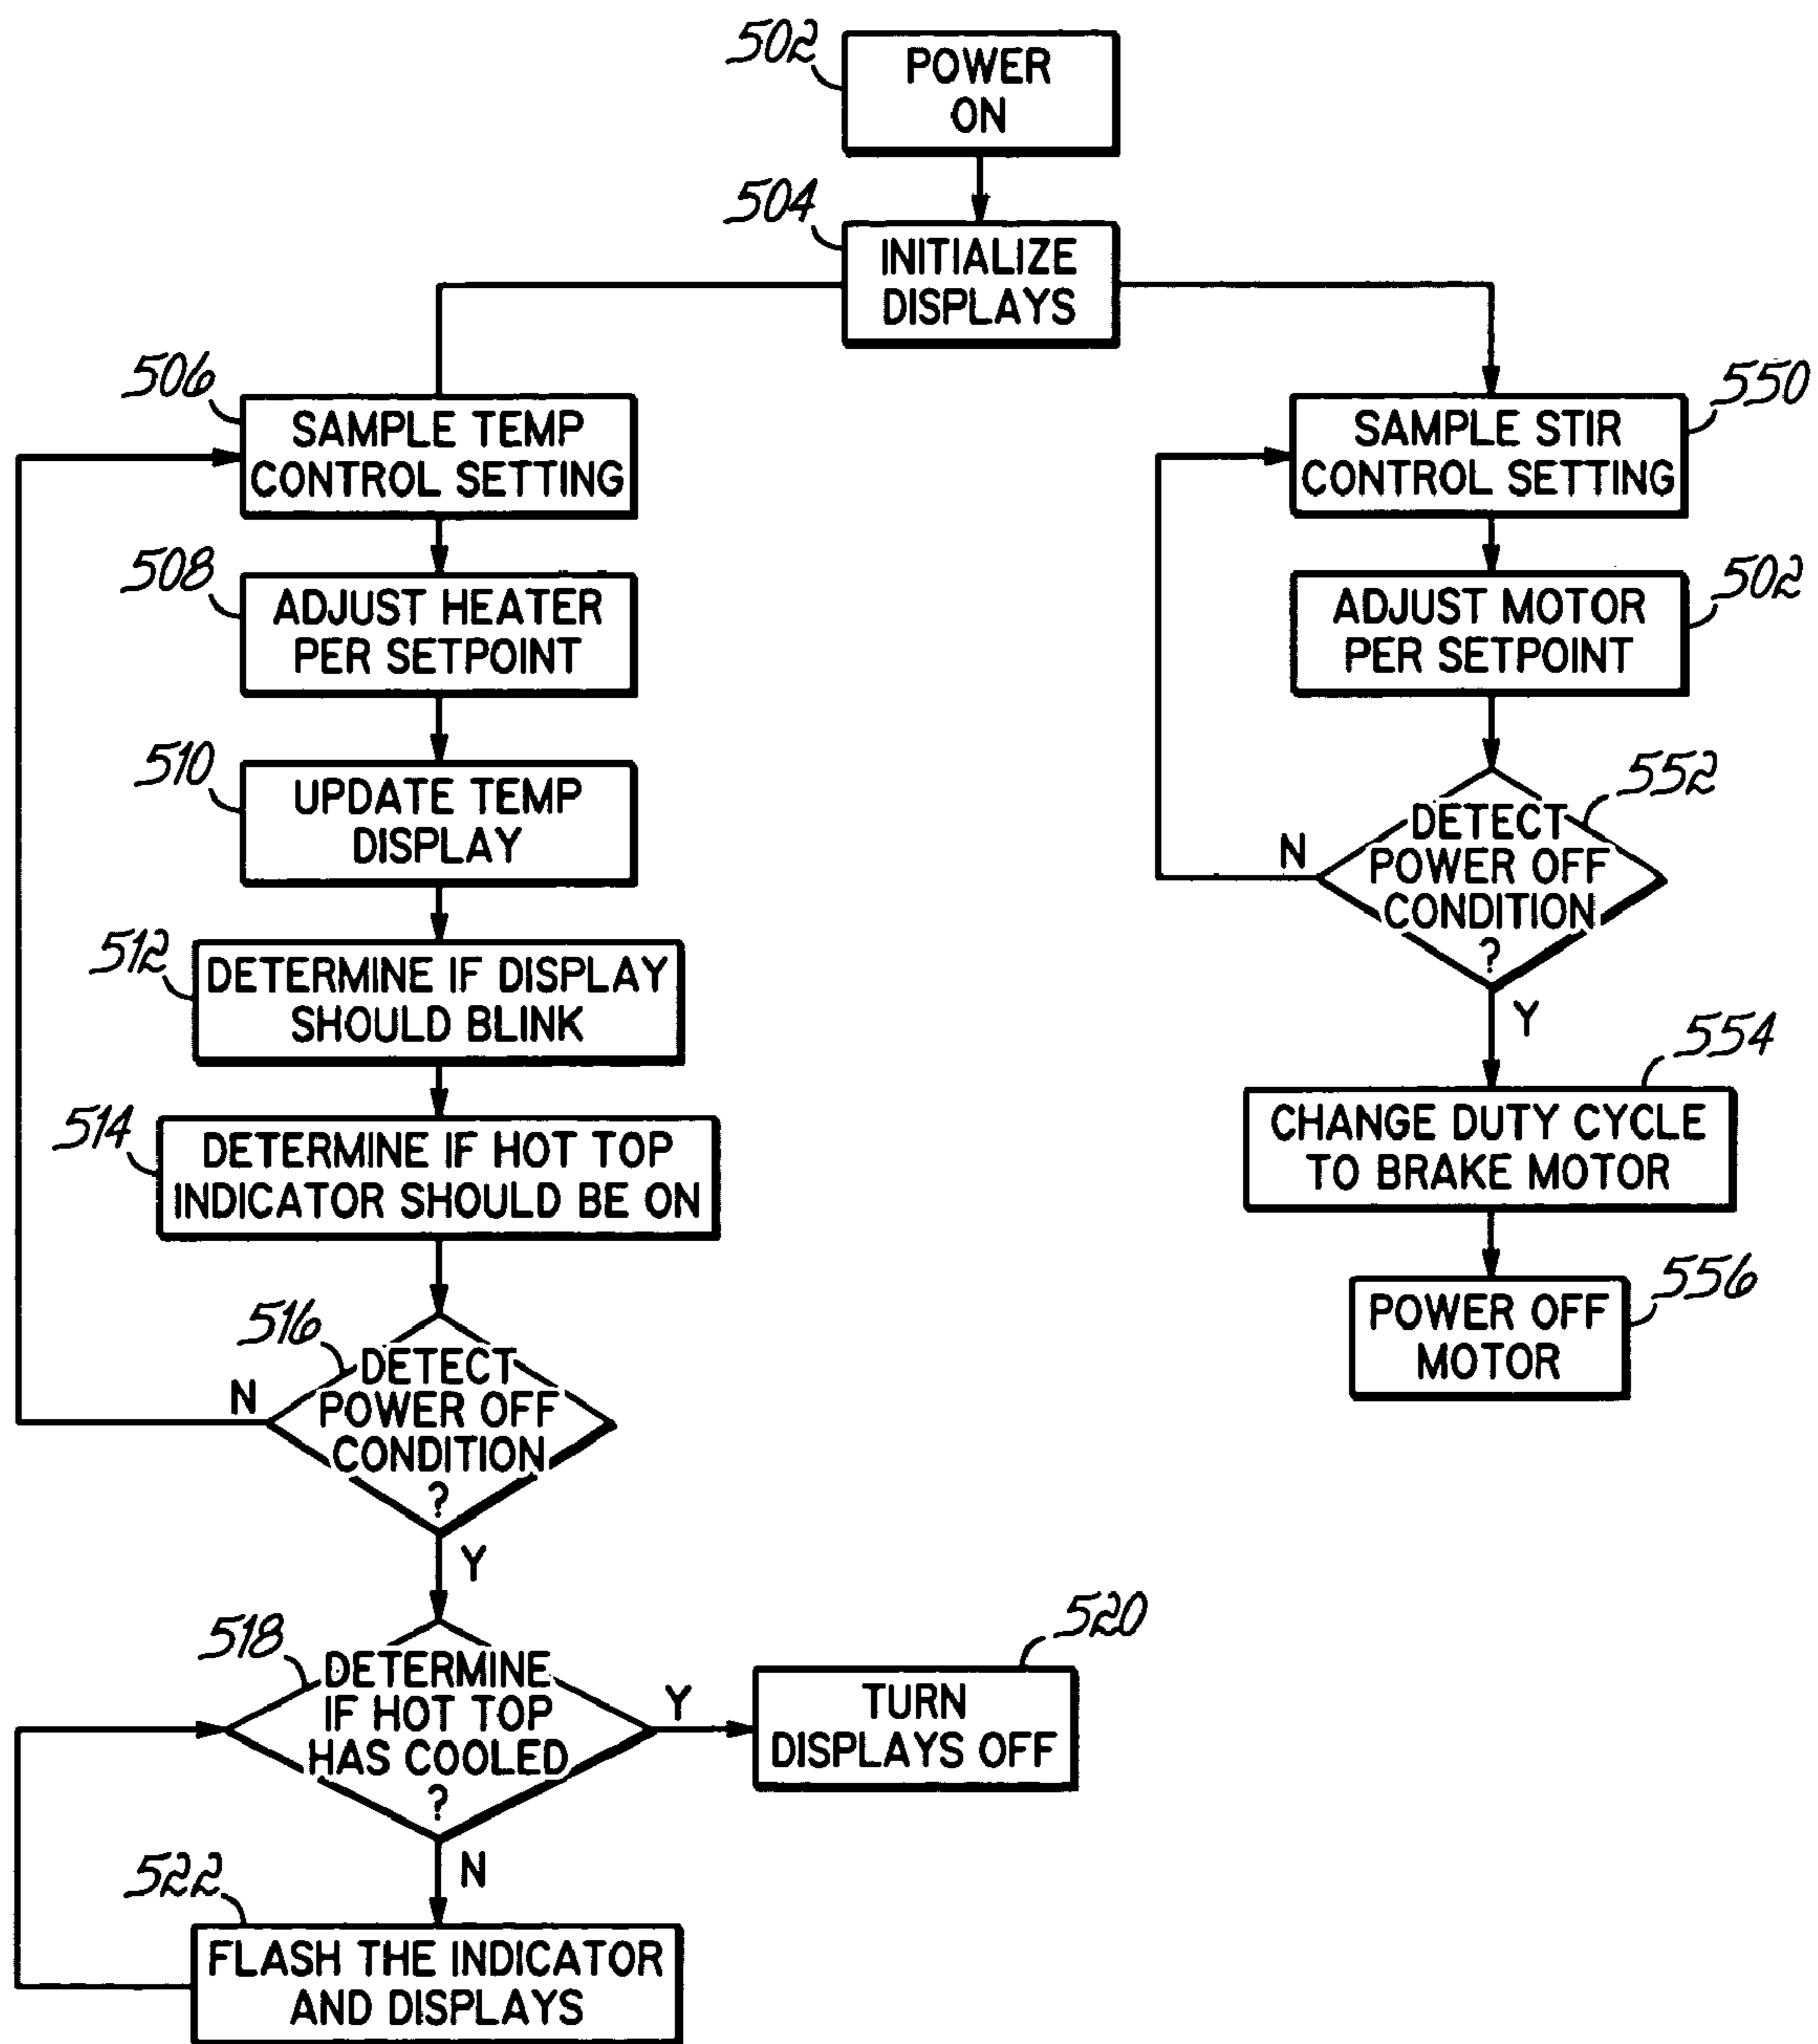 502
POWER
ON
504
INITIALIZE
DISPLAYS
506
SAMPLE TEMP
CONTROL SETTING
508
ADJUST HEATER
PER SETPOINT
510
UPDATE TEMP
DISPLAY
512
DETERMINE IF DISPLAY
SHOULD BLINK
514
DETERMINE IF HOT TOP
INDICATOR SHOULD BE ON
516
DETECT
POWER OFF
CONDITION
?
N
Y
518
DETERMINE
IF HOT TOP
HAS COOLED
?
Y
520
TURN
DISPLAYS OFF
N
522
FLASH THE INDICATOR
AND DISPLAYS
550
SAMPLE STIR
CONTROL SETTING
502
ADJUST MOTOR
PER SETPOINT
552
DETECT
POWER OFF
CONDITION
?
N
Y
554
CHANGE DUTY CYCLE
TO BRAKE MOTOR
556
POWER OFF
MOTOR